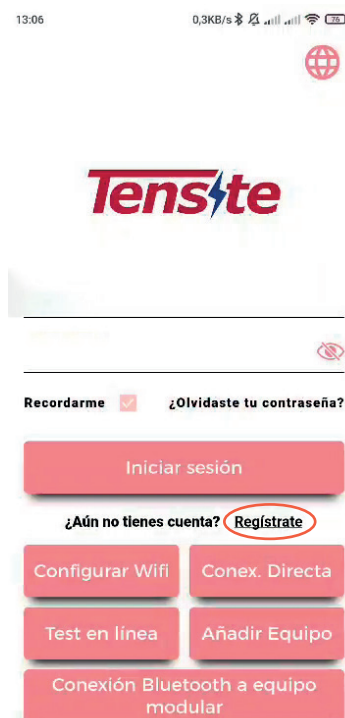 13:06 0,3KB/s 76
Tensite
Recordarme ¿Olvidaste tu contraseña?
Iniciar sesión
¿Aún no tienes cuenta? Regístrate
Configurar Wifi Conex. Directa
Test en línea Añadir Equipo
Conexión Bluetooth a equipo
modular